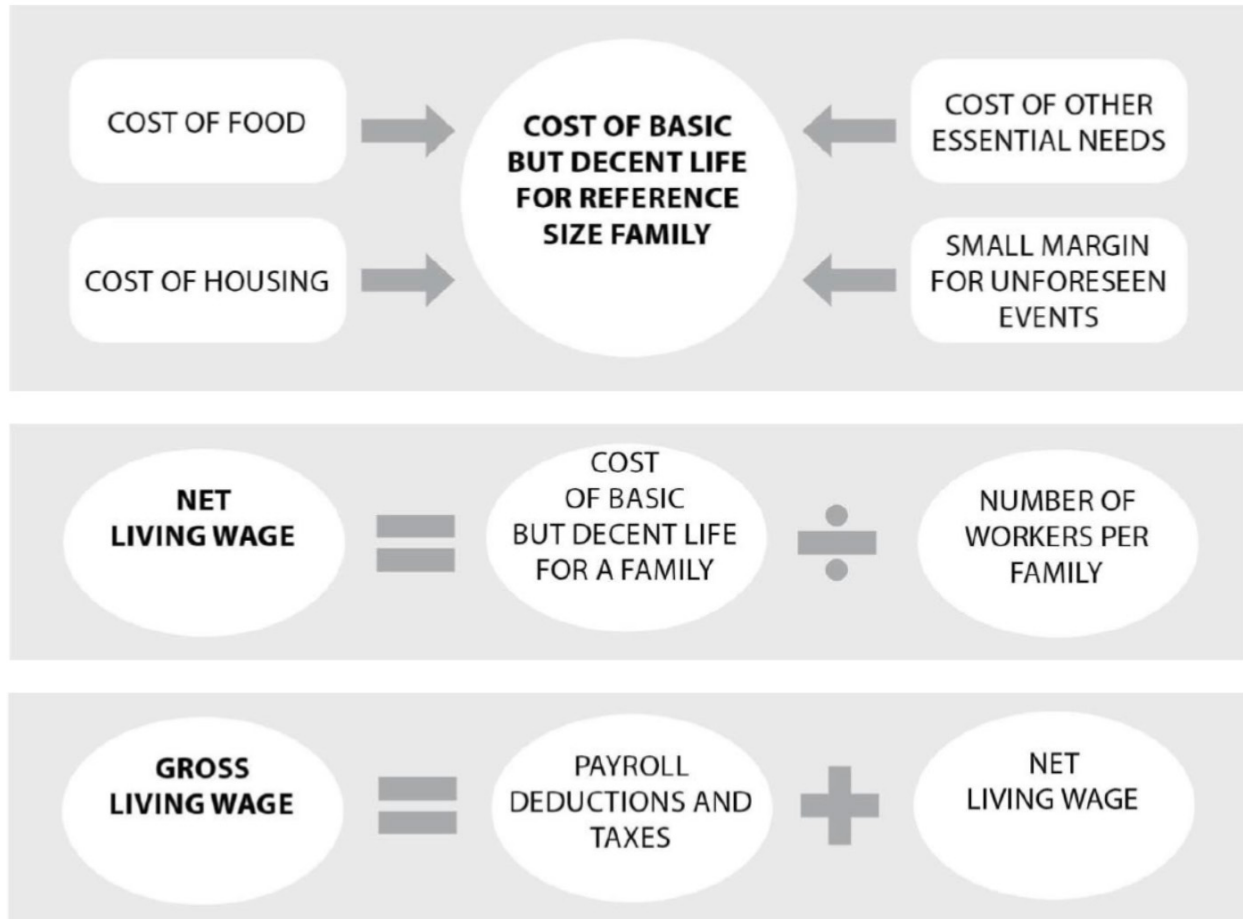 COST OF FOOD
COST OF HOUSING
COST OF BASIC
BUT DECENT LIFE
FOR REFERENCE
SIZE FAMILY
COST OF OTHER
ESSENTIAL NEEDS
SMALL MARGIN
FOR UNFORESEEN
EVENTS
NET
LIVING WAGE
COST
OF BASIC
BUT DECENT LIFE
FOR A FAMILY
NUMBER OF
WORKERS PER
FAMILY
GROSS
LIVING WAGE
PAYROLL
DEDUCTIONS AND
TAXES
NET
LIVING WAGE